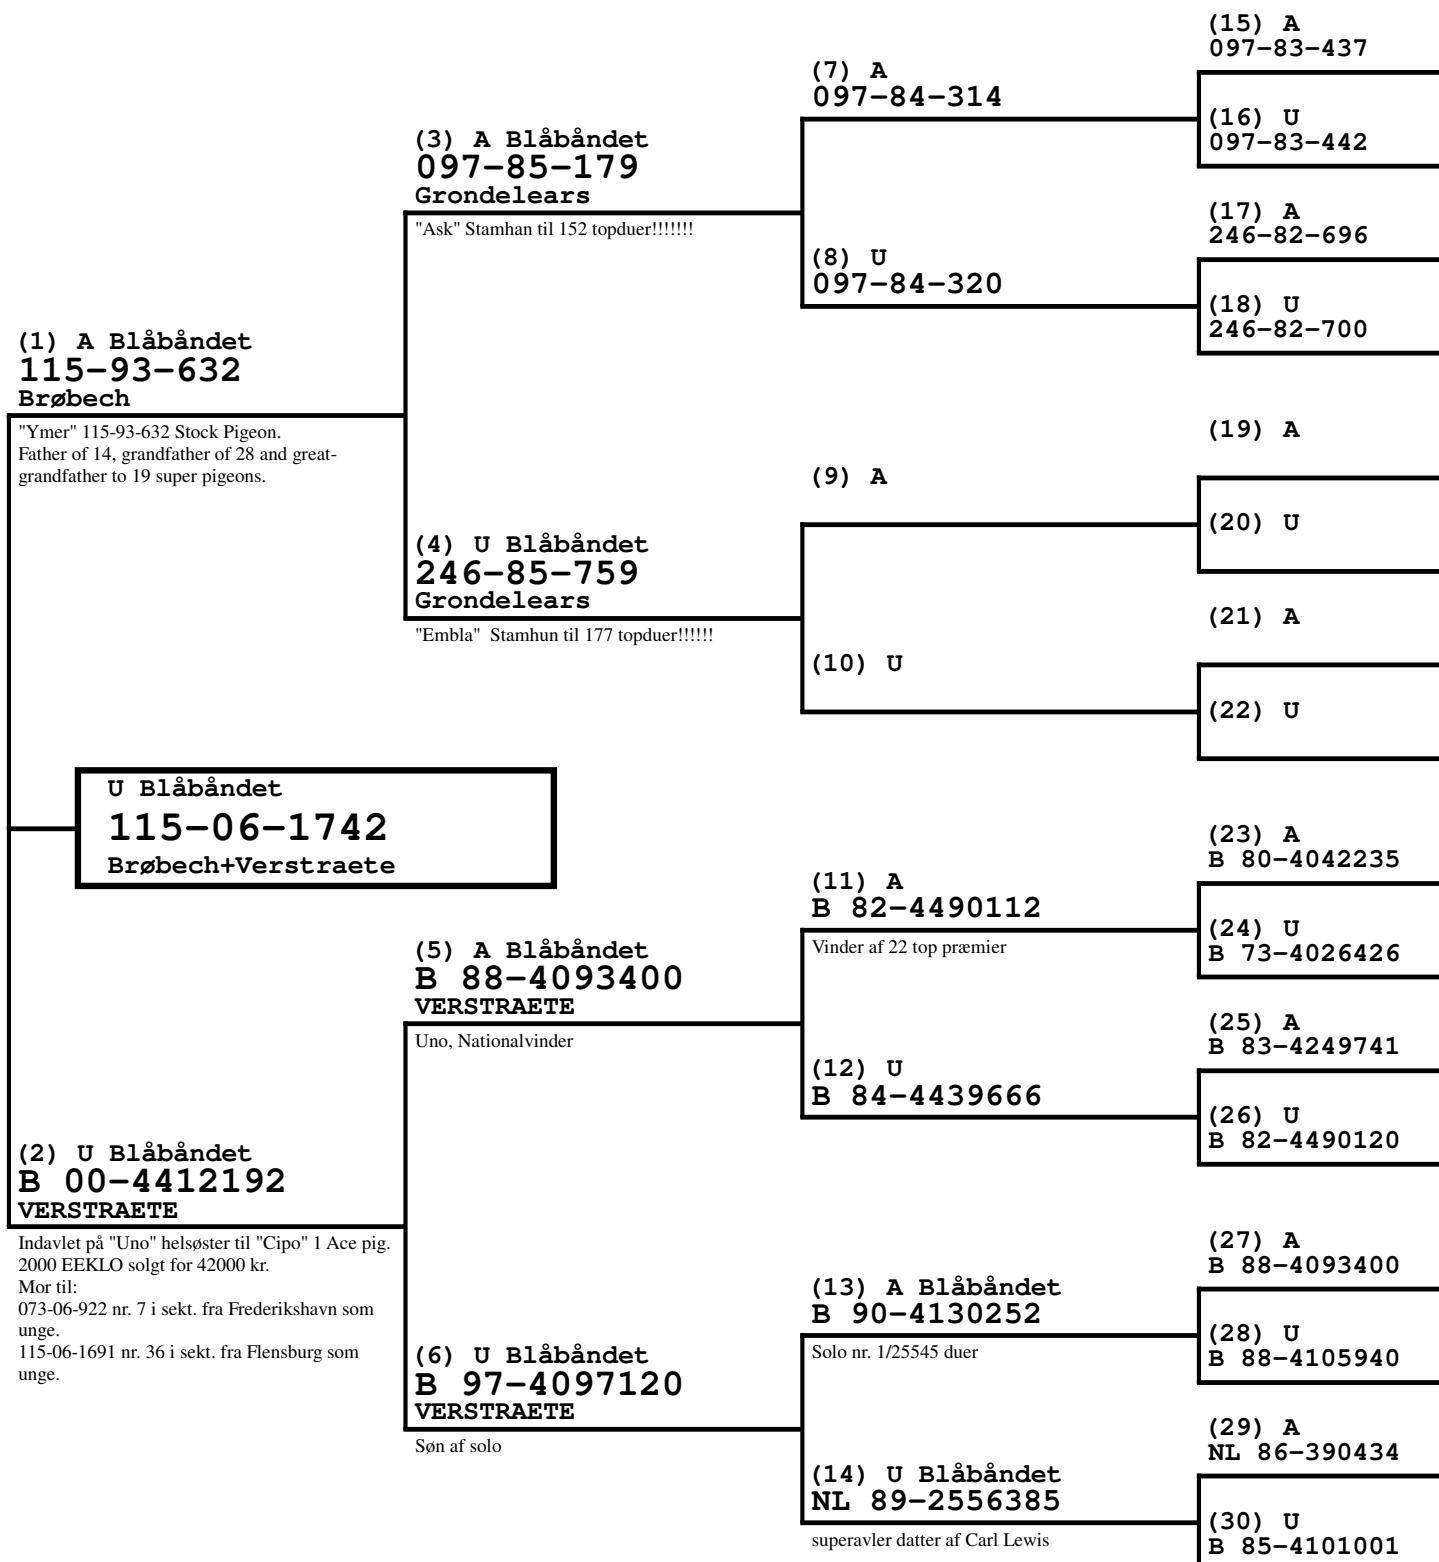 (1) A Blåbåndet
115-93-632
Brøbech
"Ymer" 115-93-632 Stock Pigeon.
Father of 14, grandfather of 28 and great-
grandfather to 19 super pigeons.
U Blåbåndet
115-06-1742
Brøbech+Verstraete
(2) U Blåbåndet
B 00-4412192
VERSTRAETE
Indavlet på "Uno" helsøster til "Cipo" 1 Ace pig.
2000 EEKLO solgt for 42000 kr.
Mor til:
073-06-922 nr. 7 i sekt. fra Frederikshavn som
unge.
115-06-1691 nr. 36 i sekt. fra Flensburg som
unge.
(3) A Blåbåndet
097-85-179
Grondelears
"Ask" Stamhan til 152 topduer!!!!!!!
(4) U Blåbåndet
246-85-759
Grondelears
"Embla"  Stamhun til 177 topduer!!!!!!
(5) A Blåbåndet
B 88-4093400
VERSTRAETE
Uno, Nationalvinder
(6) U Blåbåndet
B 97-4097120
VERSTRAETE
Søn af solo
(7) A
097-84-314
(8) U
097-84-320
(9) A
(10) U
(11) A
B 82-4490112
Vinder af 22 top præmier
(12) U
B 84-4439666
(13) A Blåbåndet
B 90-4130252
Solo nr. 1/25545 duer
(14) U Blåbåndet
NL 89-2556385
superavler datter af Carl Lewis
(15) A
097-83-437
(16) U
097-83-442
(17) A
246-82-696
(18) U
246-82-700
(19) A
(20) U
(21) A
(22) U
(23) A
B 80-4042235
(24) U
B 73-4026426
(25) A
B 83-4249741
(26) U
B 82-4490120
(27) A
B 88-4093400
(28) U
B 88-4105940
(29) A
NL 86-390434
(30) U
B 85-4101001